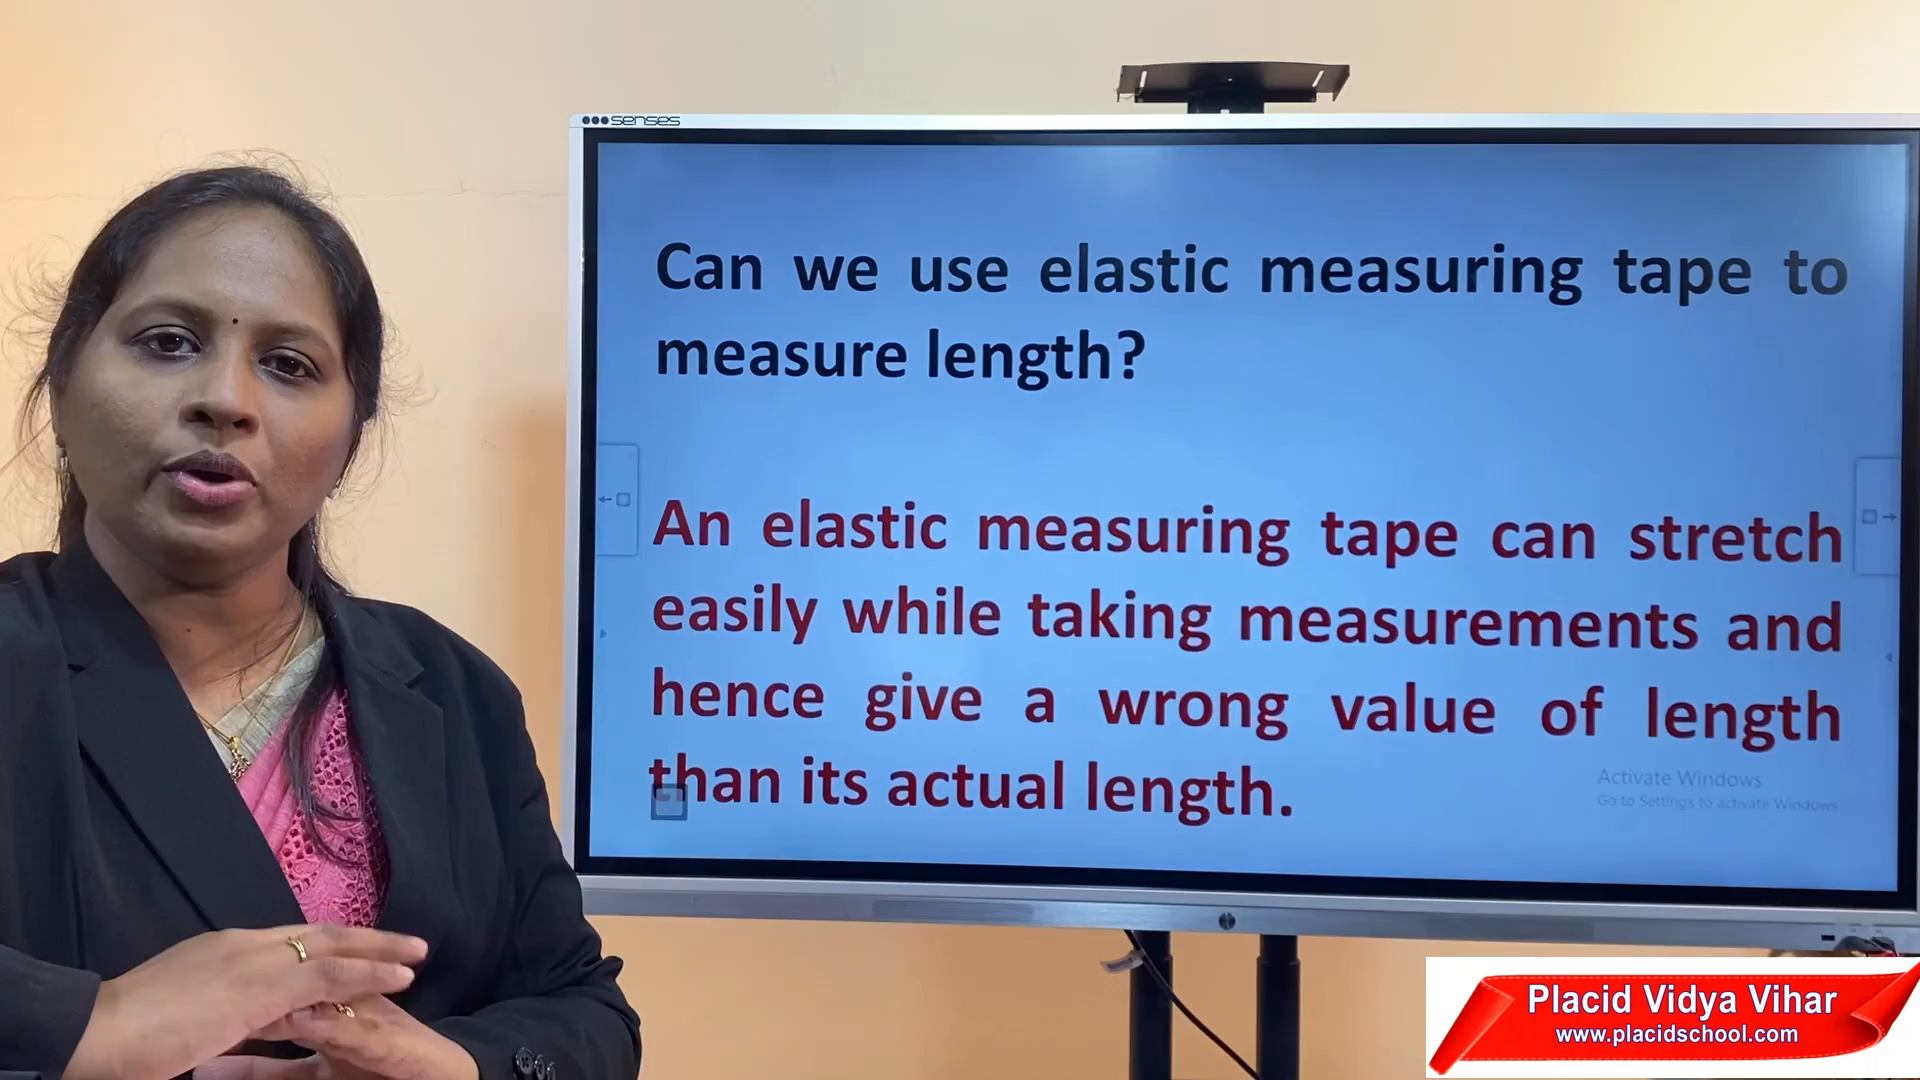 senses
Can we use elastic measuring tape to
measure length?
An elastic measuring tape can stretch
easily while taking measurements and
hence give a wrong value of length
than its actual length.
Activate Windows
Go to Settings to activate Windows
Placid Vidya Vihar
www.placidschool.com